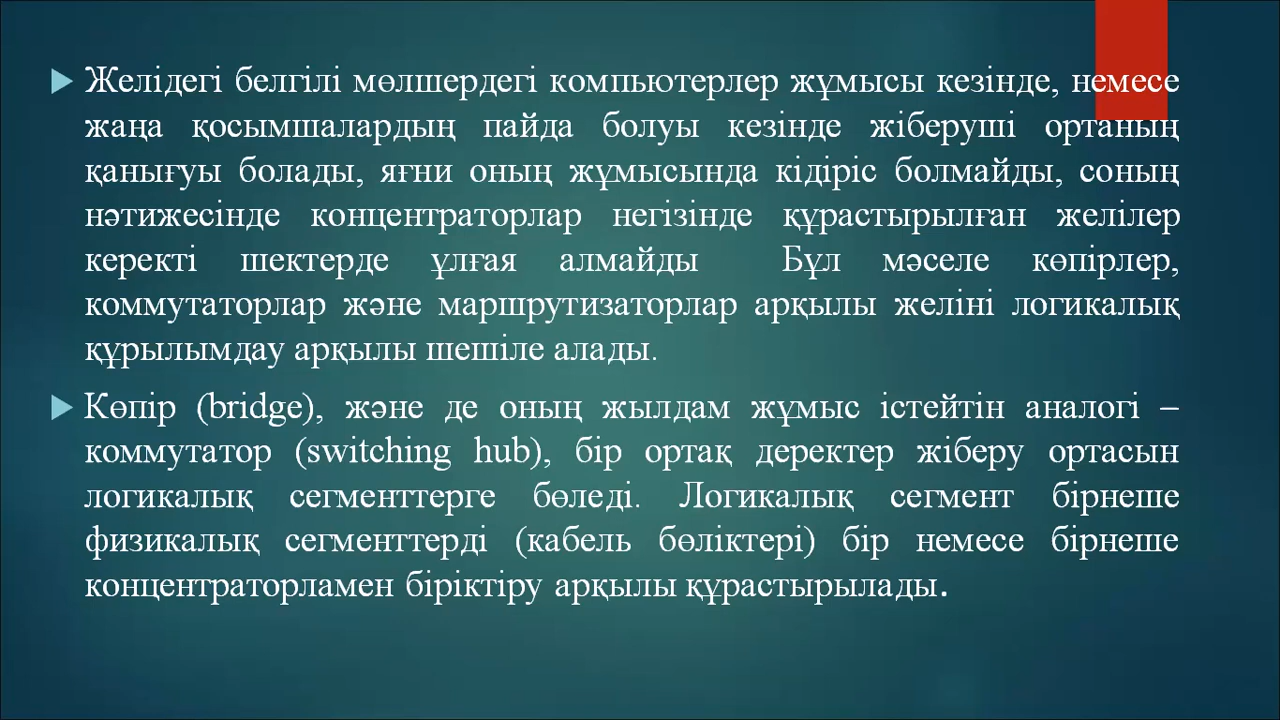 Желідегі белгілі мөлшердегі компьютерлер жұмысы кезінде, немесе
жаңа қосымшалардың пайда болуы кезінде жіберуші ортаның
қанығуы болады, яғни оның жұмысында кідіріс болмайды, соның
нәтижесінде концентраторлар негізінде құрастырылған желілер
керекті шектерде ұлғая алмайды Бұл мәселе көпірлер,
коммутаторлар және маршрутизаторлар арқылы желіні логикалық
құрылымдау арқылы шешіле алады.
Көпір (bridge), және де оның жылдам жұмыс істейтін аналогі –
коммутатор (switching hub), бір ортақ деректер жіберу ортасын
логикалық сегменттерге бөледі. Логикалық сегмент бірнеше
физикалық сегменттерді (кабель бөліктері) бір немесе бірнеше
концентраторламен біріктіру арқылы құрастырылады.